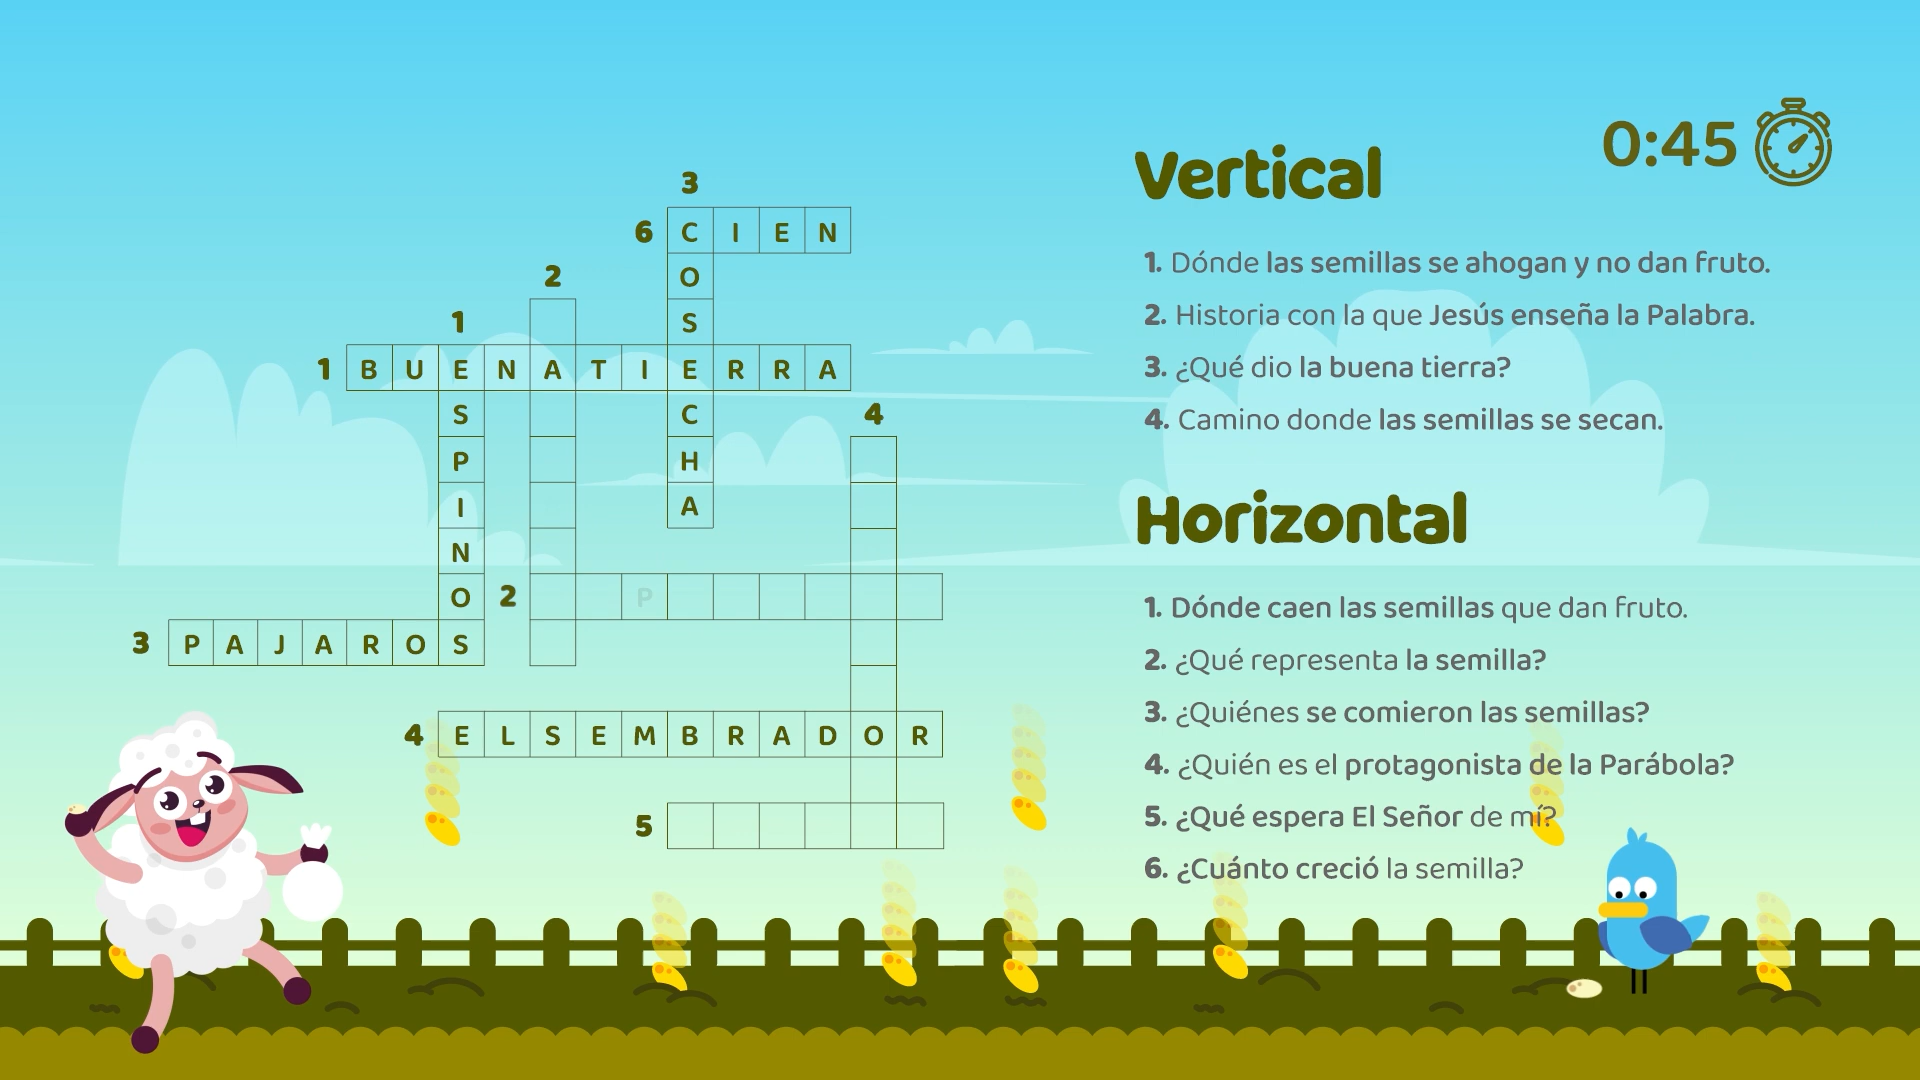 0:45
Vertical
1. Dónde las semillas se ahogan y no dan fruto.
2. Historia con la que Jesús enseña la Palabra.
3. ¿Qué dio la buena tierra?
4. Camino donde las semillas se secan.
Horizontal
1. Dónde caen las semillas que dan fruto.
2. ¿Qué representa la semilla?
3. ¿Quiénes se comieron las semillas?
4. ¿Quién es el protagonista de la Parábola?
5. ¿Qué espera El Señor de mí?
6. ¿Cuánto creció la semilla?
3
6 C I E N
2 O
1 S
1 B U E N A T I E R R A
S C 4
P H
I A
N
O 2 P
3 P A J A R O S
4 E L S E M B R A D O R
5